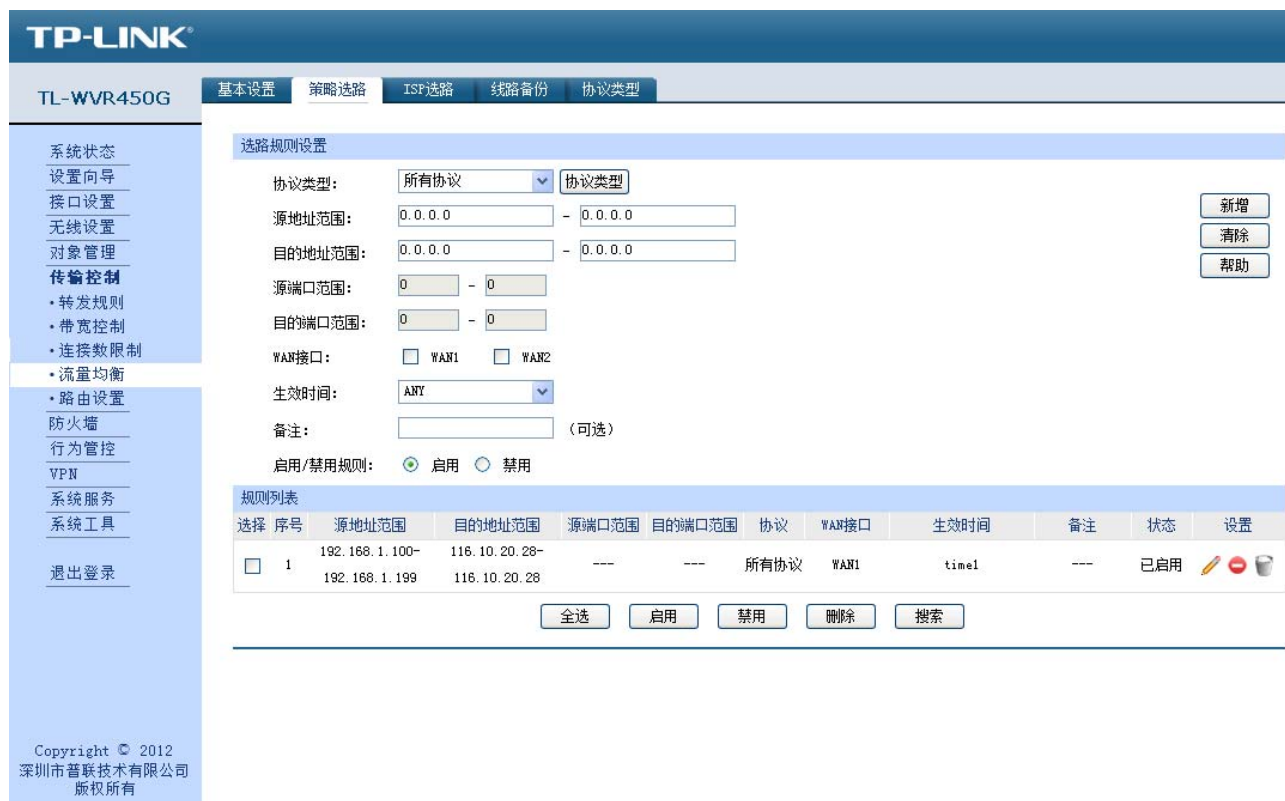 TP-LINK®
TL-WVR450G
基本设置 策略选路 ISP选路 线路备份 协议类型
系统状态
设置向导
接口设置
无线设置
对象管理
传输控制
·转发规则
·带宽控制
·连接数限制
·流量均衡
·路由设置
防火墙
行为管控
VPN
系统服务
系统工具
退出登录
Copyright © 2012
深圳市普联技术有限公司
版权所有
选路规则设置
协议类型: 所有协议 协议类型
源地址范围: 0.0.0.0 - 0.0.0.0
目的地址范围: 0.0.0.0 - 0.0.0.0
源端口范围: 0 - 0
目的端口范围: 0 - 0
WAN接口: WAN1 WAN2
生效时间: ANY
备注: (可选)
启用/禁用规则: 启用 禁用
新增
清除
帮助
规则列表
选择 序号 源地址范围 目的地址范围 源端口范围 目的端口范围 协议 WAN接口 生效时间 备注 状态 设置
192.168.1.100- 116.10.20.28-
1 --- --- 所有协议 WAN1 time1 --- 已启用
192.168.1.199 116.10.20.28
全选 启用 禁用 删除 搜索